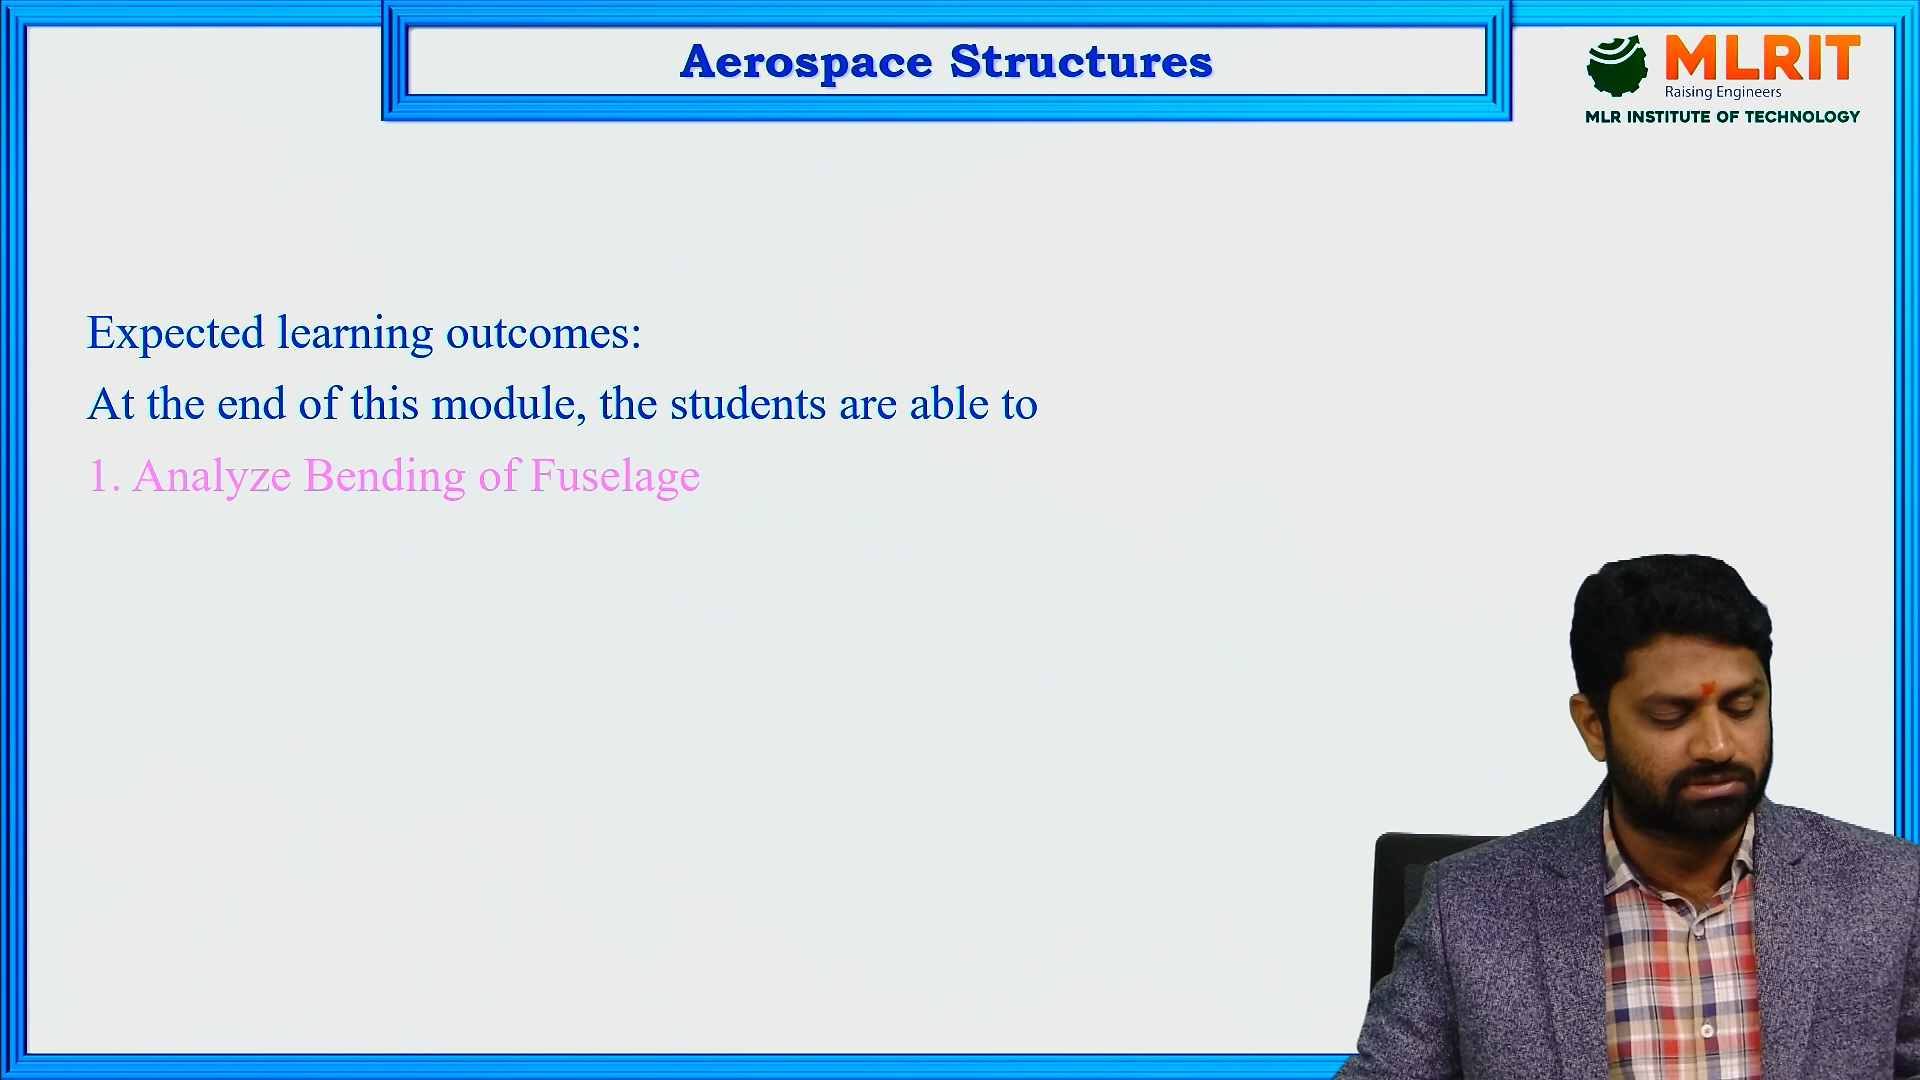 Aerospace Structures
MLRIT
Raising Engineers
MLR INSTITUTE OF TECHNOLOGY
Expected learning outcomes:
At the end of this module, the students are able to
1. Analyze Bending of Fuselage